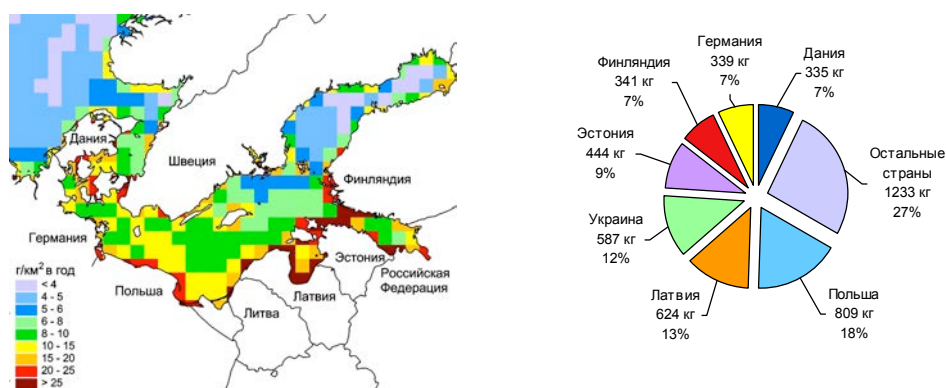 Дания
Швеция
Финляндия
Германия
Эстония
Российская
Федерация
Польша
Латвия
Литва
г/км² в год
< 4
4 - 5
5 - 6
6 - 8
8 - 10
10 - 15
15 - 20
20 - 25
> 25
Германия
339 кг
7%
Дания
335 кг
7%
Финляндия
341 кг
7%
Остальные
страны
1233 кг
27%
Эстония
444 кг
9%
Украина
587 кг
12%
Латвия
624 кг
13%
Польша
809 кг
18%